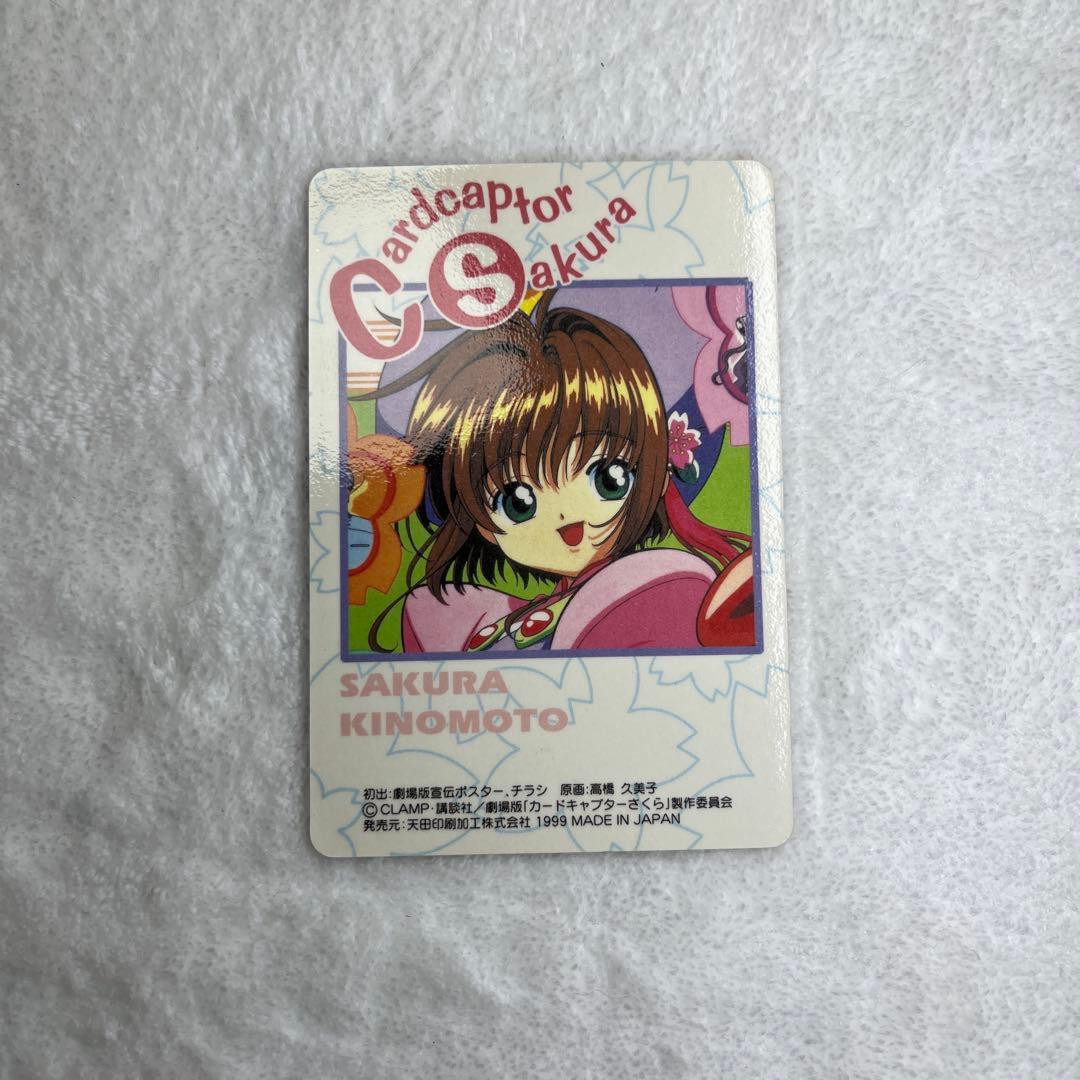 Cardcaptor
Sakura
SAKURA
KINOMOTO
初出:劇場版宣伝ポスター、チラシ 原画:高橋 久美子
©CLAMP・講談社/劇場版「カードキャプターさくら」製作委員会
発売元:天田印刷加工株式会社 1999 MADE IN JAPAN